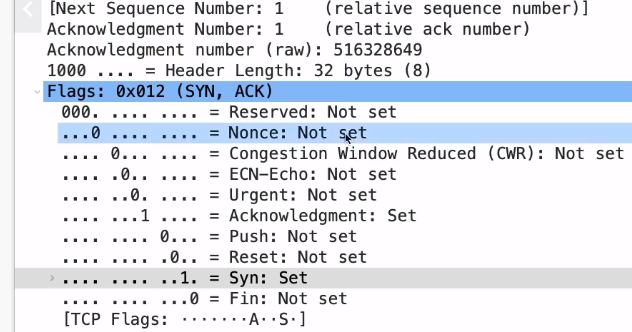 [Next Sequence Number: 1    (relative sequence number)]
Acknowledgment Number: 1    (relative ack number)
Acknowledgment number (raw): 516328649
1000 .... = Header Length: 32 bytes (8)
Flags: 0x012 (SYN, ACK)
000. .... .... = Reserved: Not set
...0 .... .... = Nonce: Not set
.... 0... .... = Congestion Window Reduced (CWR): Not set
.... .0.. .... = ECN-Echo: Not set
.... ..0. .... = Urgent: Not set
.... ...1 .... = Acknowledgment: Set
.... .... 0... = Push: Not set
.... .... .0.. = Reset: Not set
.... .... ..1. = Syn: Set
.... .... ...0 = Fin: Not set
[TCP Flags: ·······A··S·]